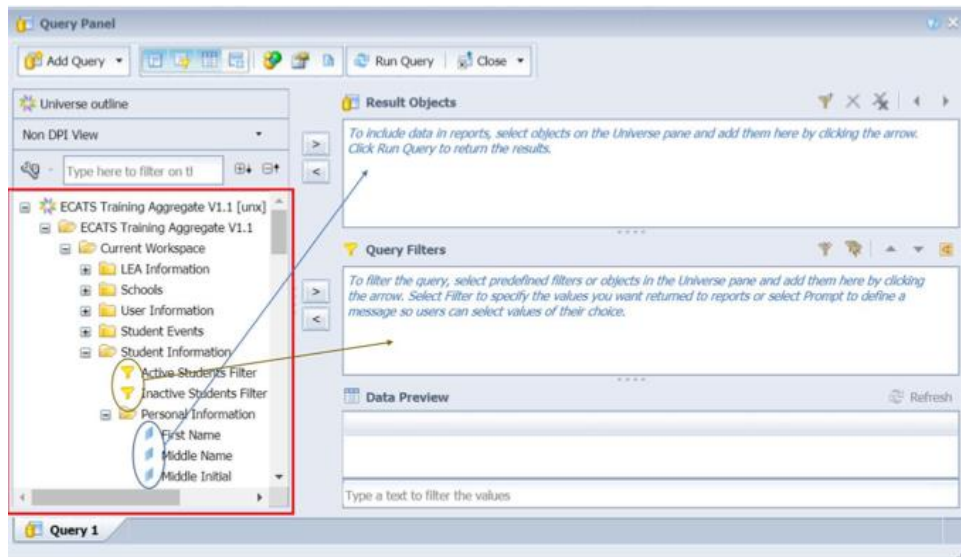 Query Panel
Add Query
Run Query
Close
Universe outline
Non DPI View
Type here to filter on tl
ECATS Training Aggregate V1.1 [unx]
ECATS Training Aggregate V1.1
Current Workspace
LEA Information
Schools
User Information
Student Events
Student Information
Active Students Filter
Inactive Students Filter
Personal Information
First Name
Middle Name
Middle Initial
Result Objects
To include data in reports, select objects on the Universe pane and add them here by clicking the arrow.
Click Run Query to return the results.
Query Filters
To filter the query, select predefined filters or objects in the Universe pane and add them here by clicking
the arrow. Select Filter to specify the values you want returned to reports or select Prompt to define a
message so users can select values of their choice.
Data Preview
Refresh
Type a text to filter the values
Query 1